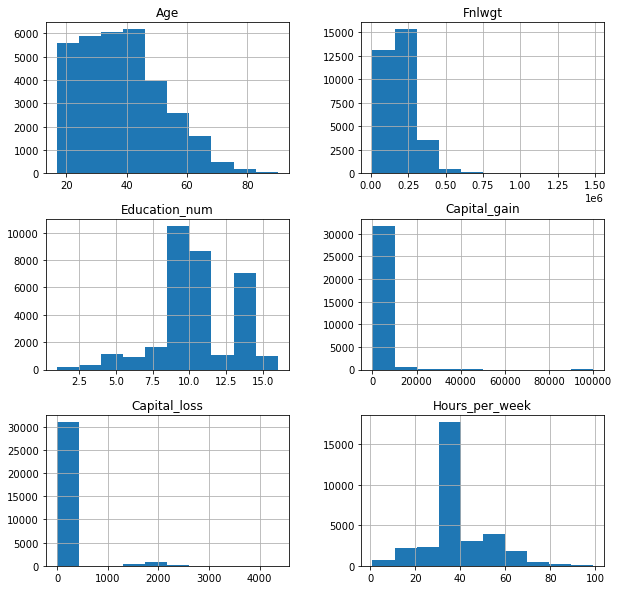 Age
6000
5000
4000
3000
2000
1000
0
20 40 60 80
Fnlwgt
15000
12500
10000
7500
5000
2500
0
0.00 0.25 0.50 0.75 1.00 1.25 1.50
1e6
Education_num
10000
8000
6000
4000
2000
0
2.5 5.0 7.5 10.0 12.5 15.0
Capital_gain
30000
25000
20000
15000
10000
5000
0
0 20000 40000 60000 80000 100000
Capital_loss
30000
25000
20000
15000
10000
5000
0
0 1000 2000 3000 4000
Hours_per_week
15000
10000
5000
0
0 20 40 60 80 100